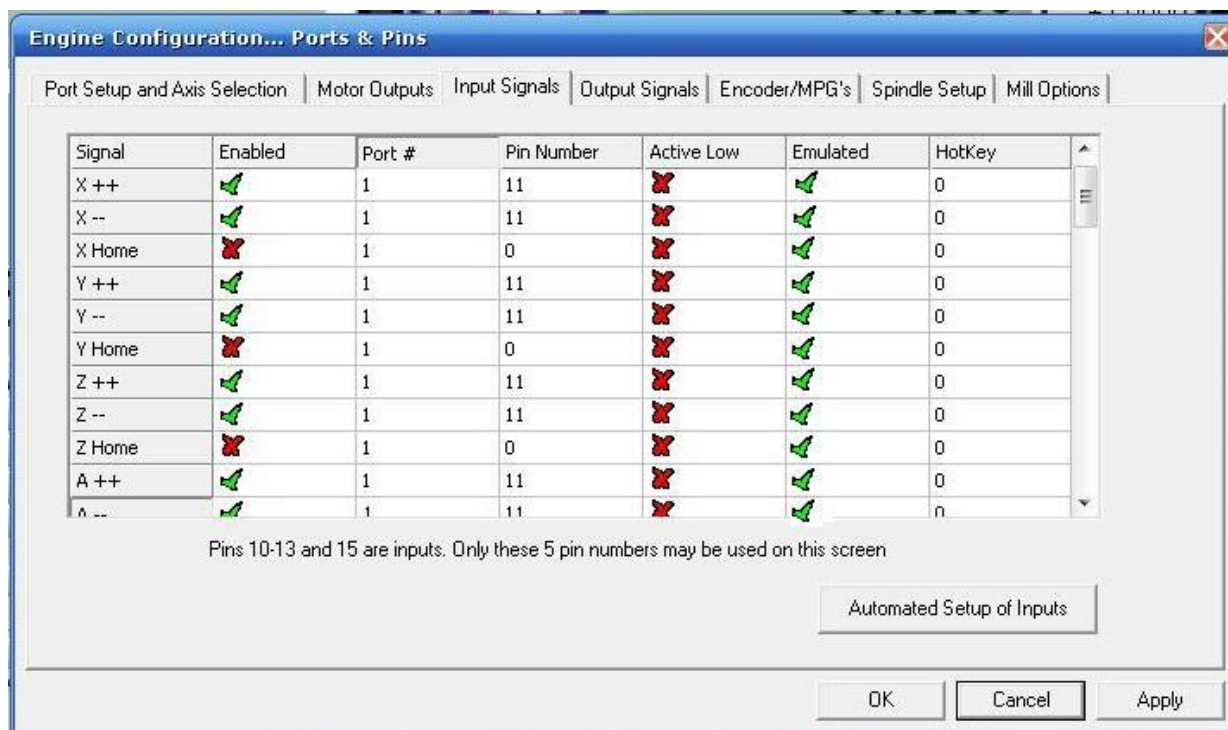 Engine Configuration... Ports & Pins
Port Setup and Axis Selection Motor Outputs Input Signals Output Signals Encoder/MPG's Spindle Setup Mill Options
Signal Enabled Port # Pin Number Active Low Emulated HotKey
X ++ 1 11 0
X -- 1 11 0
X Home 1 0 0
Y ++ 1 11 0
Y -- 1 11 0
Y Home 1 0 0
Z ++ 1 11 0
Z -- 1 11 0
Z Home 1 0 0
A ++ 1 11 0
A -- 1 11 0
Pins 10-13 and 15 are inputs. Only these 5 pin numbers may be used on this screen
Automated Setup of Inputs
OK Cancel Apply